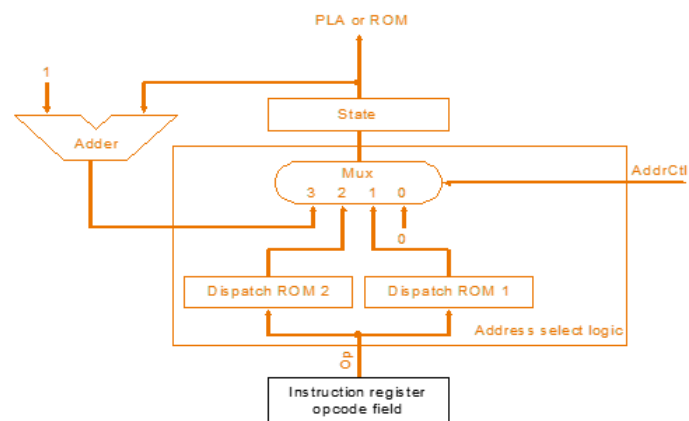 PLA or ROM
1
State
Adder
Mux
AddrCtl
3 2 1 0
0
Dispatch ROM 2
Dispatch ROM 1
Address select logic
Op
Instruction register
opcode field